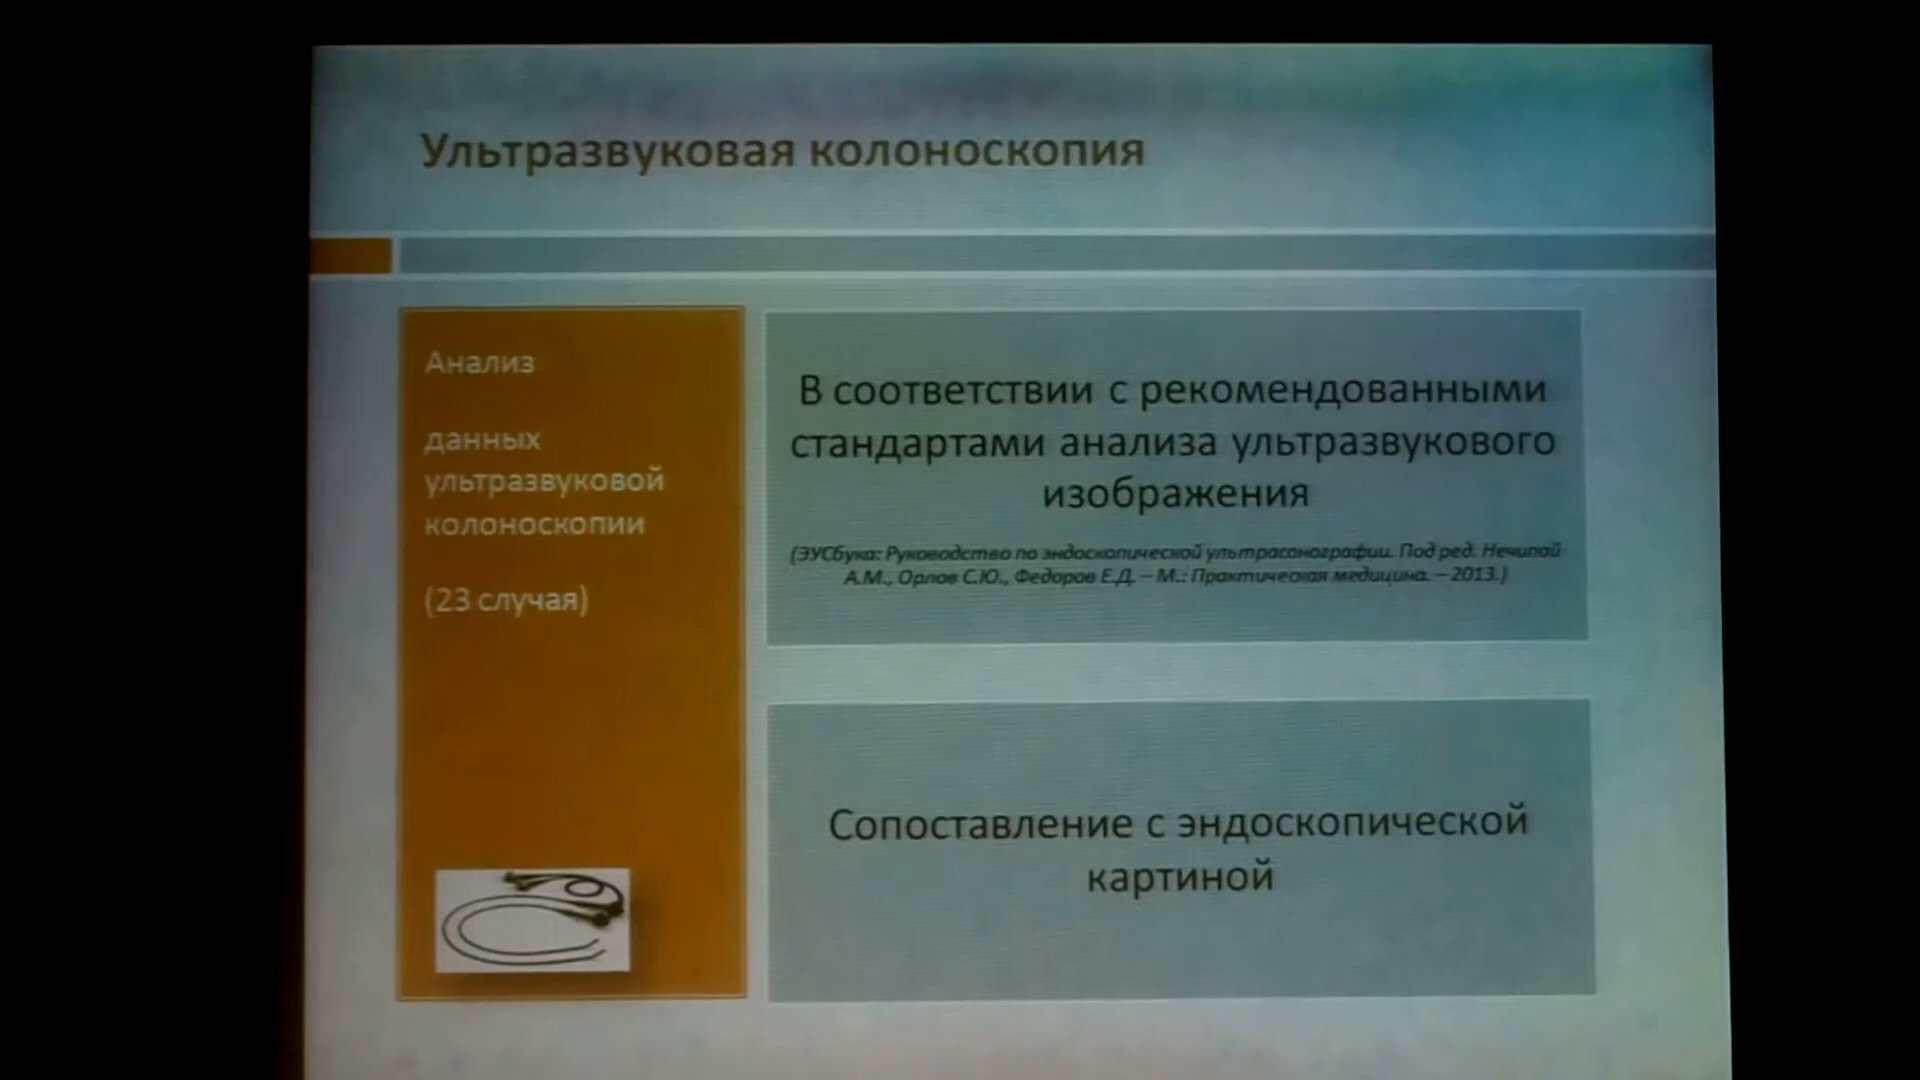 Ультразвуковая колоноскопия
Анализ
данных
ультразвуковой
колоноскопии
(23 случая)
В соответствии с рекомендованными
стандартами анализа ультразвукового
изображения
(ЭУСбука: Руководство по эндоскопической ультрасонографии. Под ред. Нечипай
А.М., Орлов С.Ю., Федоров Е.Д. – М.: Практическая медицина. – 2013.)
Сопоставление с эндоскопической
картиной